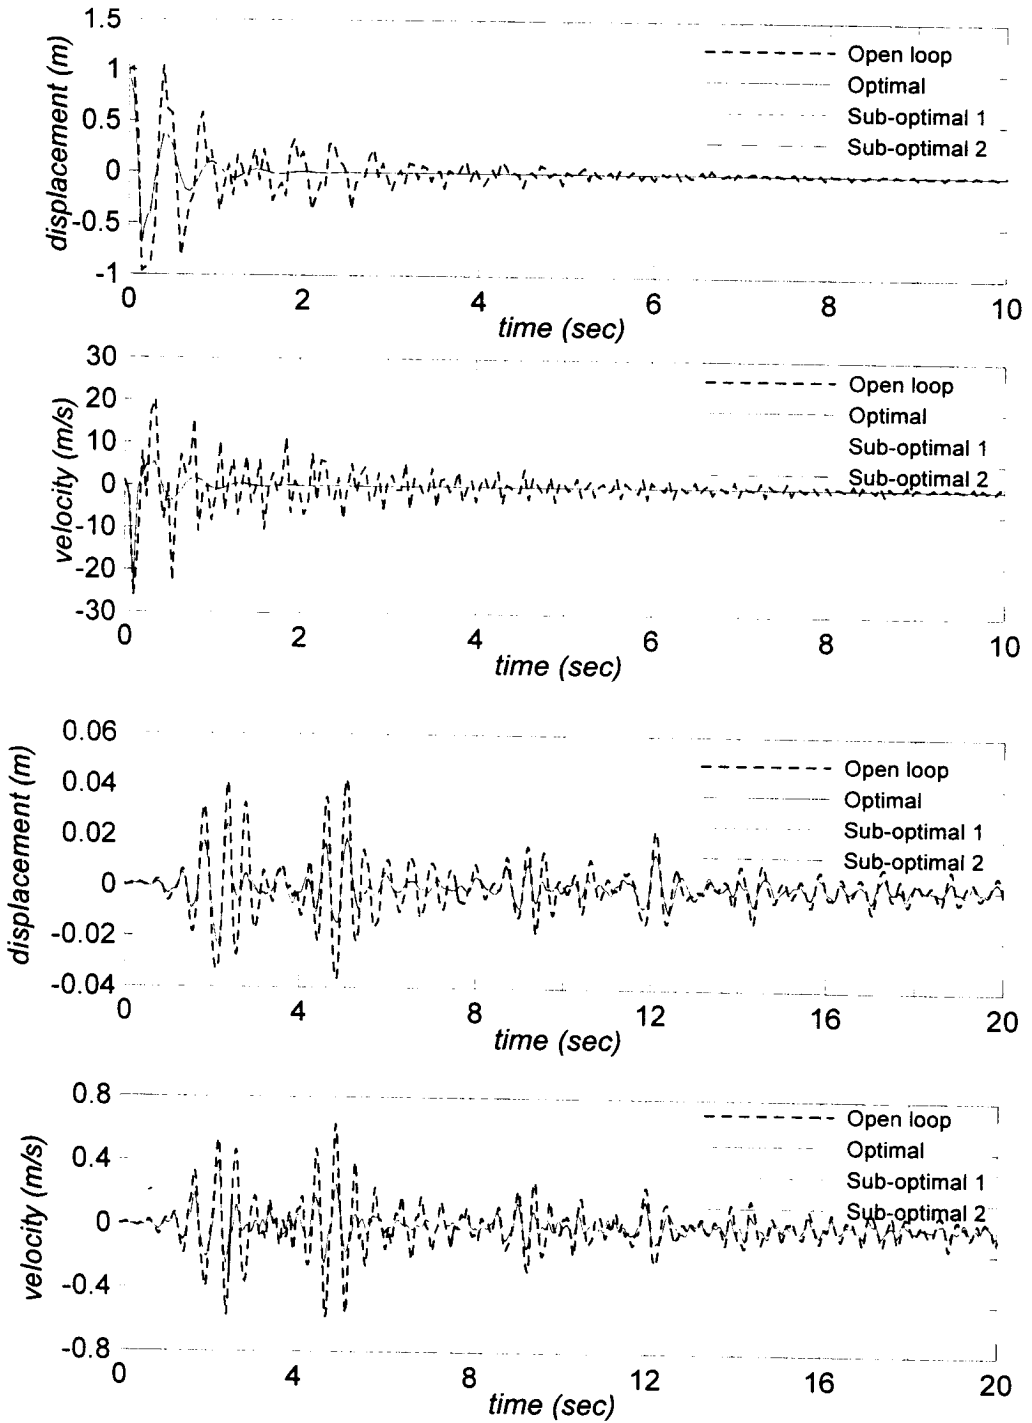 1.5
1
0.5
0
-0.5
-1
displacement (m)
Open loop
Optimal
Sub-optimal 1
Sub-optimal 2
0 2 4 6 8 10
time (sec)
30
20
10
0
-10
-20
-30
velocity (m/s)
Open loop
Optimal
Sub-optimal 1
Sub-optimal 2
0 2 4 6 8 10
time (sec)
0.06
0.04
0.02
0
-0.02
-0.04
displacement (m)
Open loop
Optimal
Sub-optimal 1
Sub-optimal 2
0 4 8 12 16 20
time (sec)
0.8
0.4
0
-0.4
-0.8
velocity (m/s)
Open loop
Optimal
Sub-optimal 1
Sub-optimal 2
0 4 8 12 16 20
time (sec)